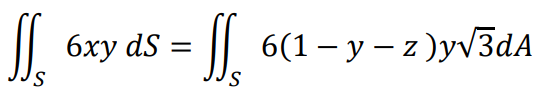 ∬_S 6xy dS = ∬_S 6(1 − y − z )y√3dA